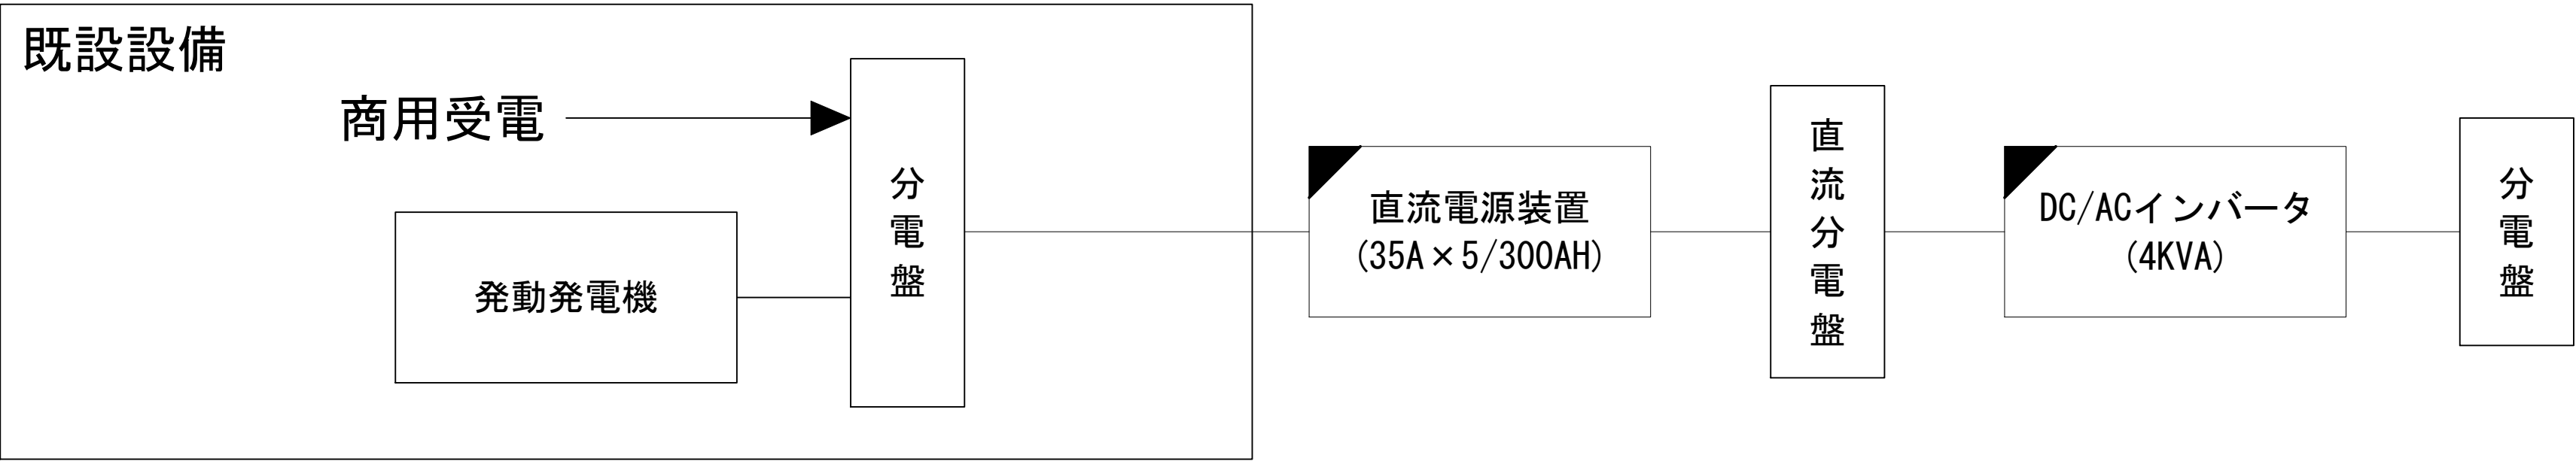 既設設備
商用受電
発動発電機
分電盤
直流電源装置
(35A×5/300AH)
直流分電盤
DC/ACインバータ
(4KVA)
分電盤